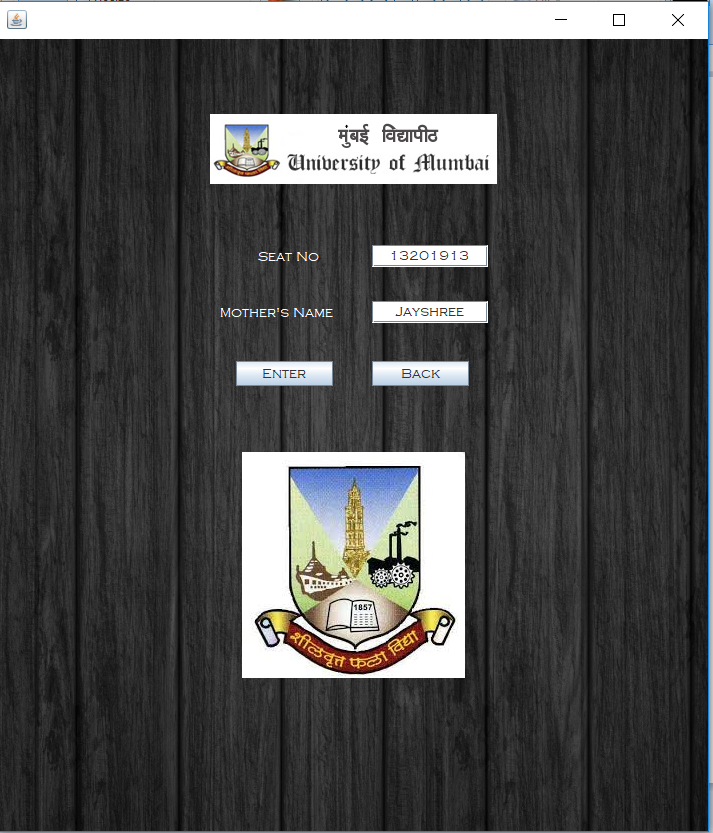 मुंबई विद्यापीठ
University of Mumbai
Seat No 13201913
Mother's Name Jayshree
Enter Back
1857
शीलवृत्त फला विद्या